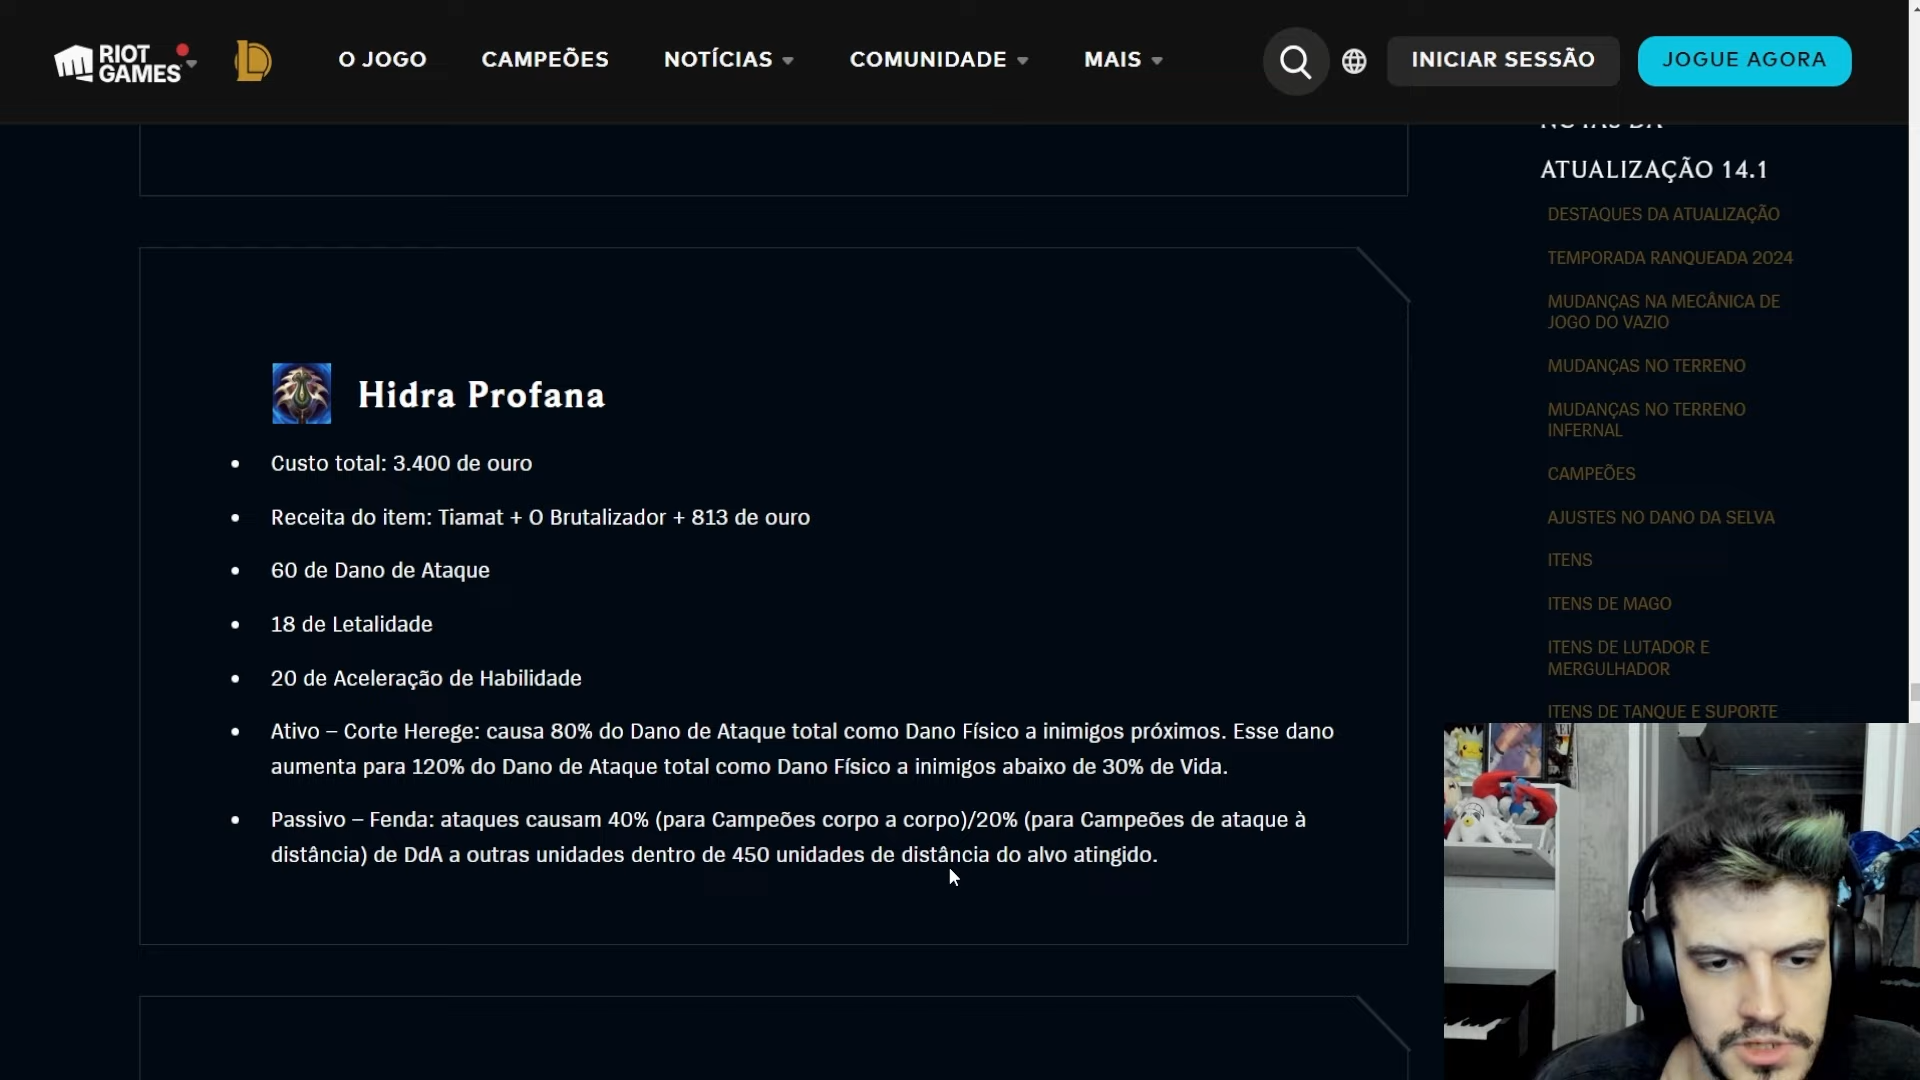 RIOT
GAMES
O JOGO
CAMPEÕES
NOTÍCIAS
COMUNIDADE
MAIS
INICIAR SESSÃO
JOGUE AGORA
Hidra Profana
• Custo total: 3.400 de ouro
• Receita do item: Tiamat + O Brutalizador + 813 de ouro
• 60 de Dano de Ataque
• 18 de Letalidade
• 20 de Aceleração de Habilidade
• Ativo – Corte Herege: causa 80% do Dano de Ataque total como Dano Físico a inimigos próximos. Esse dano
aumenta para 120% do Dano de Ataque total como Dano Físico a inimigos abaixo de 30% de Vida.
• Passivo – Fenda: ataques causam 40% (para Campeões corpo a corpo)/20% (para Campeões de ataque à
distância) de DdA a outras unidades dentro de 450 unidades de distância do alvo atingido.
NOTAS DA
ATUALIZAÇÃO 14.1
DESTAQUES DA ATUALIZAÇÃO
TEMPORADA RANQUEADA 2024
MUDANÇAS NA MECÂNICA DE
JOGO DO VAZIO
MUDANÇAS NO TERRENO
MUDANÇAS NO TERRENO
INFERNAL
CAMPEÕES
AJUSTES NO DANO DA SELVA
ITENS
ITENS DE MAGO
ITENS DE LUTADOR E
MERGULHADOR
ITENS DE TANQUE E SUPORTE